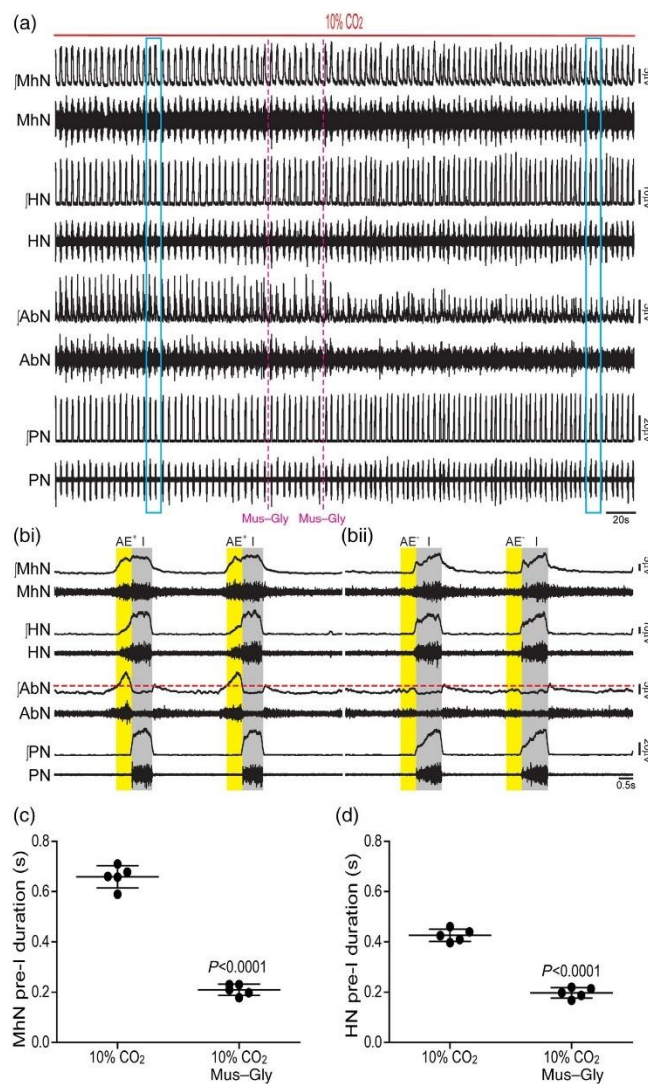 (a)
10% CO2
∫MhN
MhN
∫HN
HN
∫AbN
AbN
∫PN
PN
Mus–Gly Mus–Gly
20s
(bi)
AE+ I AE+ I
∫MhN
MhN
∫HN
HN
∫AbN
AbN
∫PN
PN
(bii)
AE- I AE- I
0.5s
(c)
MhN pre-I duration (s)
0.8
0.6
0.4
0.2
0.0
P<0.0001
10% CO2
10% CO2
Mus–Gly
(d)
HN pre-I duration (s)
0.8
0.6
0.4
0.2
0.0
P<0.0001
10% CO2
10% CO2
Mus–Gly